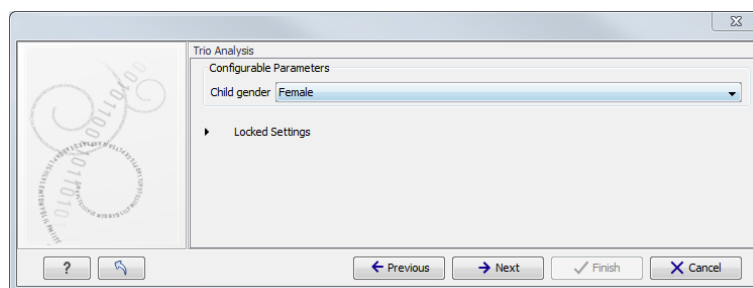 Trio Analysis
Configurable Parameters
Child gender Female
Locked Settings
? Previous Next Finish Cancel